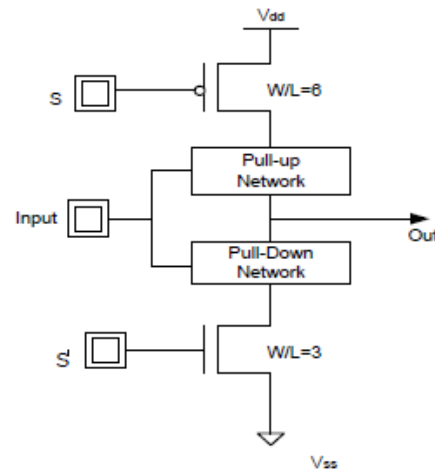 Vdd
S
W/L=6
Pull-up
Network
Input
Out
Pull-Down
Network
S'
W/L=3
Vss